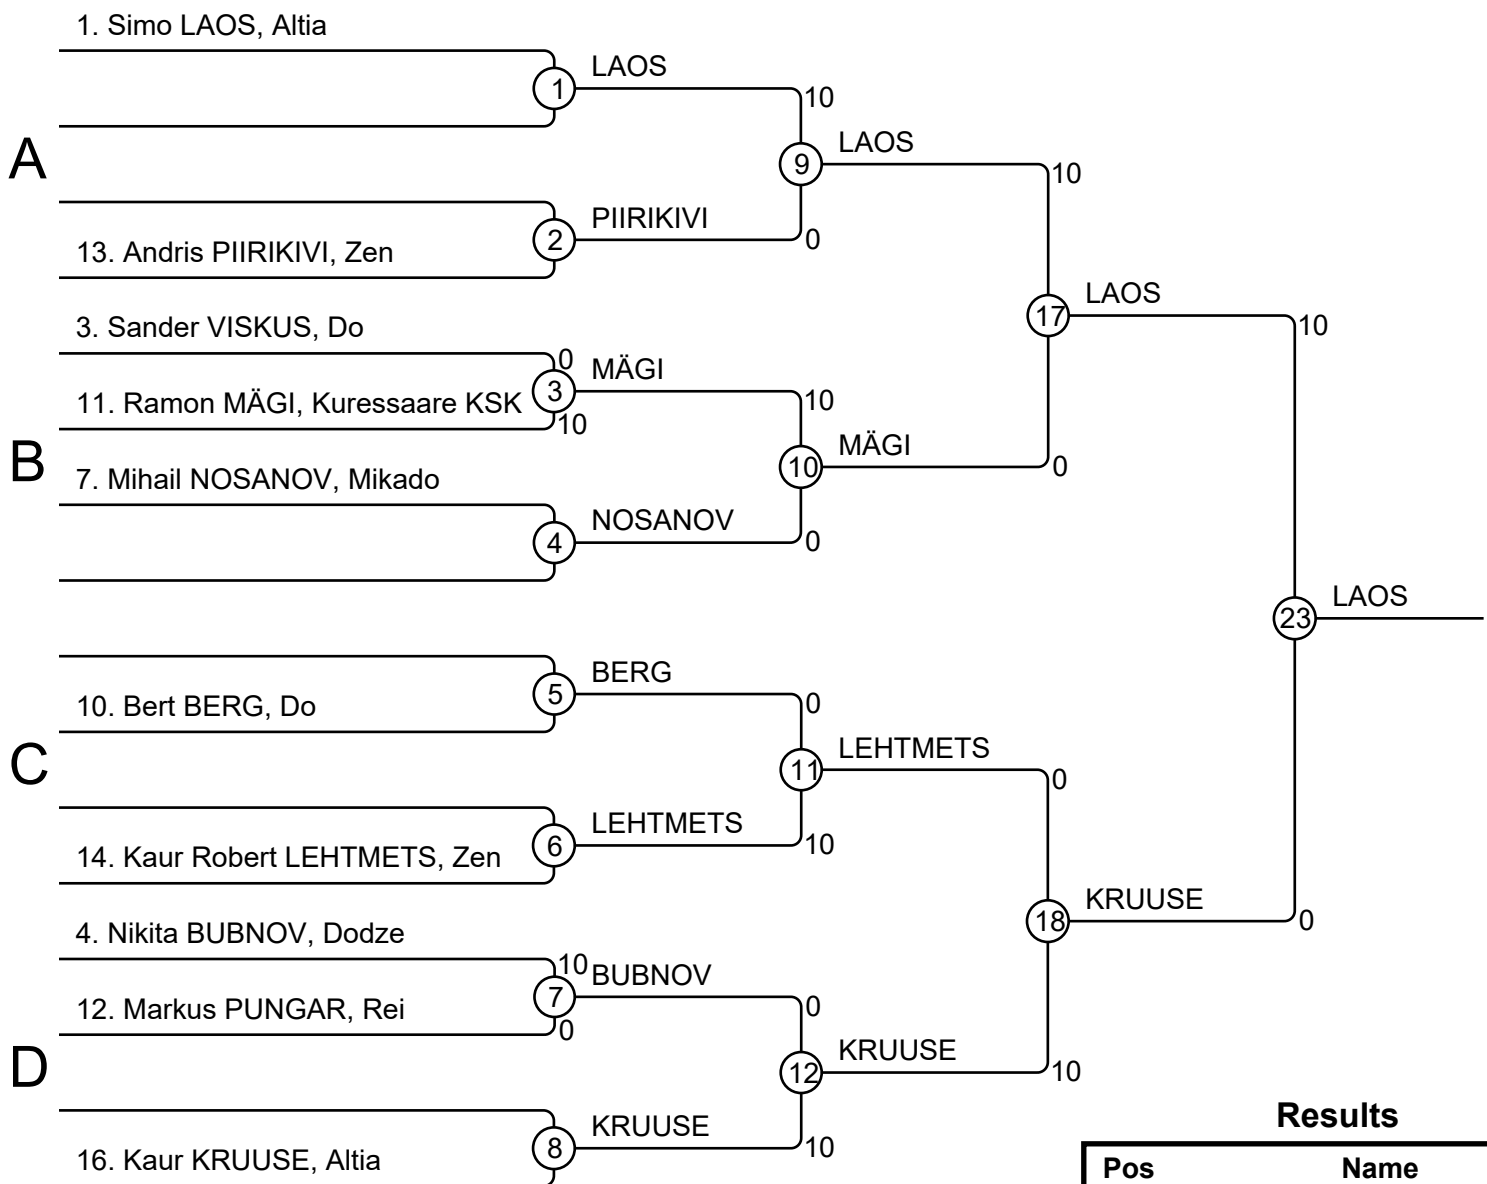 1. Simo LAOS, Altia
LAOS
1
10
A
9
LAOS
10
PIIRIKIVI
2
0
13. Andris PIIRIKIVI, Zen
LAOS
17
10
3. Sander VISKUS, Do
0
MÄGI
3
10
11. Ramon MÄGI, Kuressaare KSK
10
B
MÄGI
10
0
7. Mihail NOSANOV, Mikado
NOSANOV
4
0
LAOS
23
BERG
5
0
10. Bert BERG, Do
C
LEHTMETS
11
0
LEHTMETS
6
10
14. Kaur Robert LEHTMETS, Zen
KRUUSE
18
0
4. Nikita BUBNOV, Dodze
10
BUBNOV
7
0
12. Markus PUNGAR, Rei
0
D
KRUUSE
12
10
KRUUSE
8
10
16. Kaur KRUUSE, Altia
Results
Pos Name